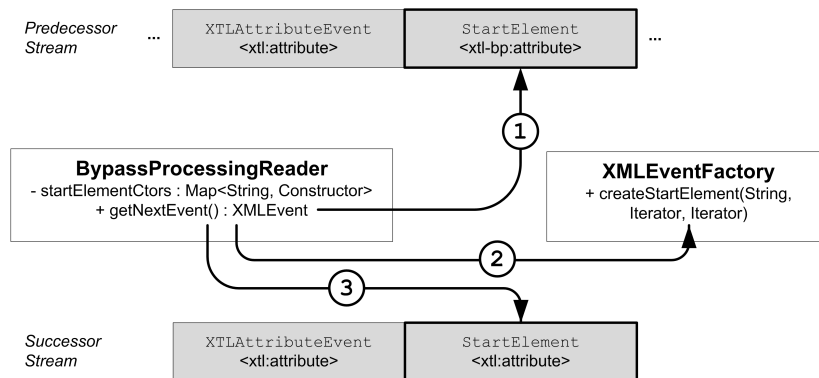 Predecessor
Stream
... XTLAttributeEvent StartElement ...
<xtl:attribute> <xtl-bp:attribute>
1
BypassProcessingReader
- startElementCtors : Map<String, Constructor>
+ getNextEvent() : XMLEvent
XMLEventFactory
+ createStartElement(String,
Iterator, Iterator)
2
3
Successor
Stream
XTLAttributeEvent StartElement
<xtl:attribute> <xtl:attribute>